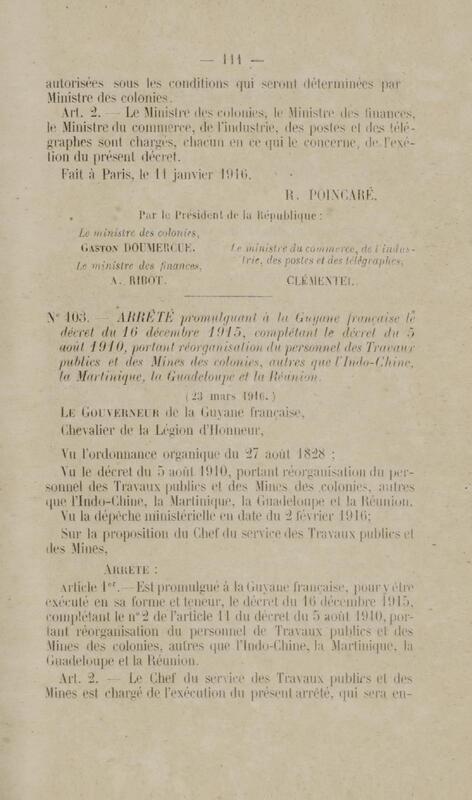 — 111 —
autorisées sous les conditions qui seront déterminées par
Ministre des colonies.
Art. 2. — Le Ministre des colonies, le Ministre des finances,
le Ministre du commerce, de l'industrie, des postes et des télé-
graphes sont chargés, chacun en ce qui le concerne, de l'exé-
tion du présent décret.
Fait à Paris, le 11 janvier 1916.
R. POINCARÉ.
Par le Président de la République :
Le ministre des colonies,
GASTON DOUMERGUE.
Le ministre des finances,
A. RIBOT.
Le ministre du commerce, de l'indus-
trie, des postes et des télégraphes,
CLÉMENTEL.
N° 103. — ARRÊTÉ promulguant à la Guyane française le
décret du 16 décembre 1915, complétant le décret du 5
août 1910, portant réorganisation du personnel des Travaux
publics et des Mines des colonies, autres que l'Indo-Chine,
la Martinique, la Guadeloupe et la Réunion.
(23 mars 1916.)
LE GOUVERNEUR de la Guyane française,
Chevalier de la Légion d'Honneur,
Vu l'ordonnance organique du 27 août 1828 ;
Vu le décret du 5 août 1910, portant réorganisation du per-
sonnel des Travaux publics et des Mines des colonies, autres
que l'Indo-Chine, la Martinique, la Guadeloupe et la Réunion.
Vu la dépêche ministérielle en date du 2 février 1916;
Sur la proposition du Chef du service des Travaux publics et
des Mines,
ARRETE :
Article 1er. — Est promulgué à la Guyane française, pour y être
exécuté en sa forme et teneur, le décret du 16 décembre 1915,
complétant le n° 2 de l'article 11 du décret du 5 août 1910, por-
tant réorganisation du personnel de Travaux publics et des
Mines des colonies, autres que l'Indo-Chine, la Martinique, la
Guadeloupe et la Réunion.
Art. 2. — Le Chef du service des Travaux publics et des
Mines est chargé de l'exécution du présent arrêté, qui sera en-